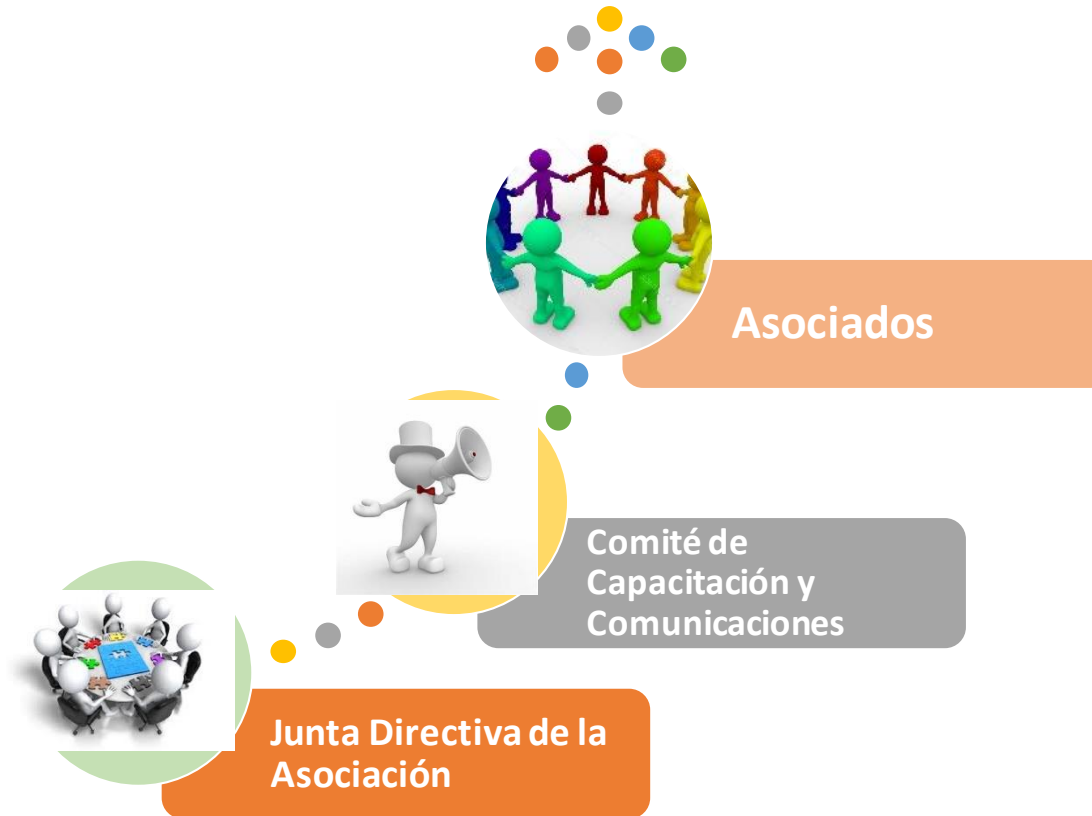 Asociados
Comité de
Capacitación y
Comunicaciones
Junta Directiva de la
Asociación